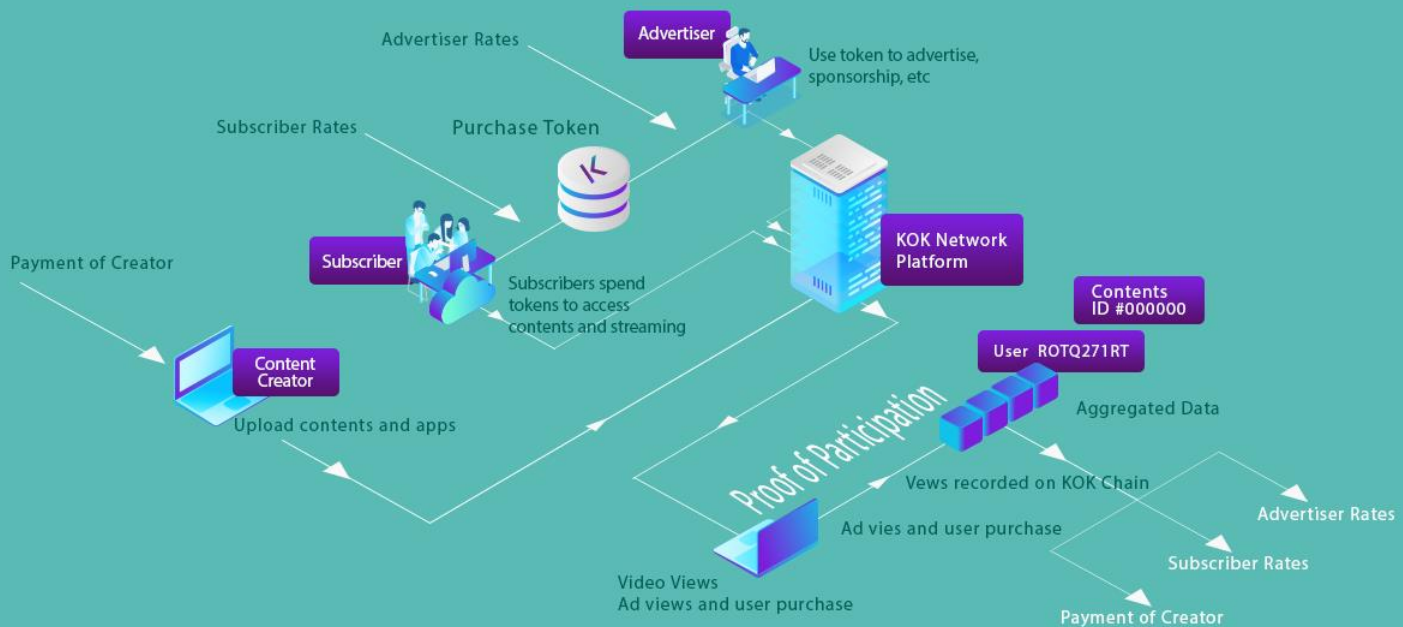 Advertiser Rates
Advertiser
Use token to advertise,
sponsorship, etc
Subscriber Rates
Purchase Token
KOK Network
Platform
Payment of Creator
Subscriber
Subscribers spend
tokens to access
contents and streaming
Contents
ID #000000
User ROTQ271RT
Content
Creator
Upload contents and apps
Aggregated Data
Proof of Participation
Vews recorded on KOK Chain
Ad vies and user purchase
Video Views
Ad views and user purchase
Advertiser Rates
Subscriber Rates
Payment of Creator